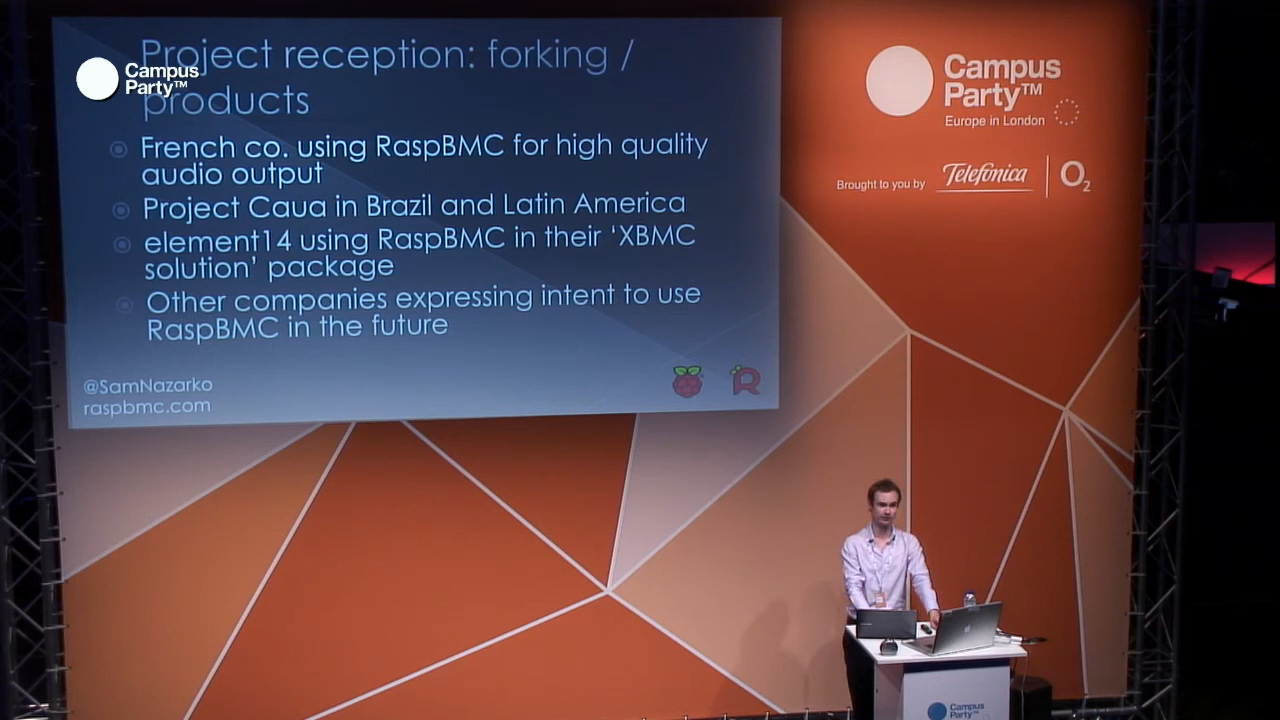 Project reception: forking /
products
Campus
Party™
French co. using RaspBMC for high quality
audio output
Project Caua in Brazil and Latin America
element14 using RaspBMC in their ‘XBMC
solution’ package
Other companies expressing intent to use
RaspBMC in the future
@SamNazarko
raspbmc.com
Campus
Party™
Europe in London
Brought to you by Telefónica O2
Campus
Party™